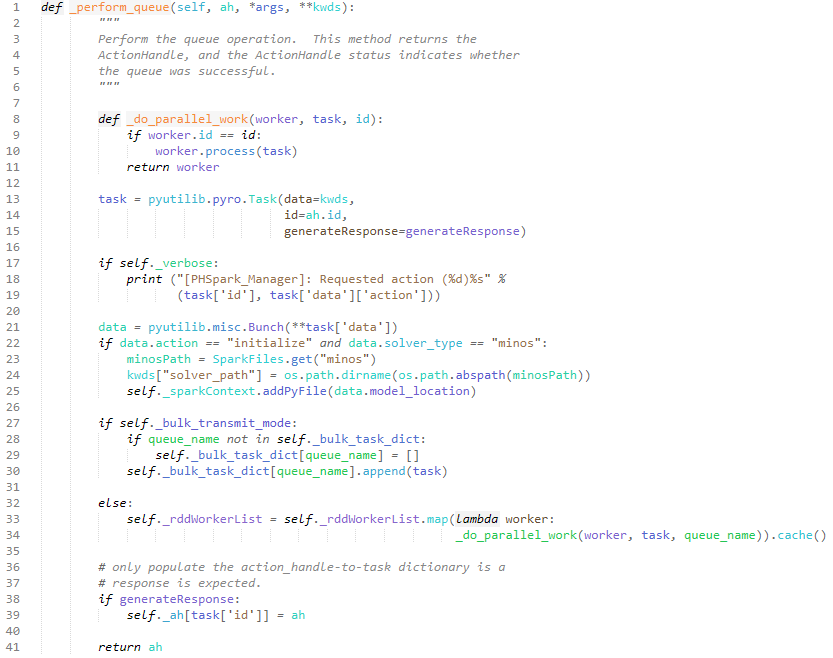 1 def _perform_queue(self, ah, *args, **kwds):
2 """
3 Perform the queue operation.  This method returns the
4 ActionHandle, and the ActionHandle status indicates whether
5 the queue was successful.
6 """
7
8 def _do_parallel_work(worker, task, id):
9 if worker.id == id:
10 worker.process(task)
11 return worker
12
13 task = pyutilib.pyro.Task(data=kwds,
14 id=ah.id,
15 generateResponse=generateResponse)
16
17 if self._verbose:
18 print ("[PHSpark_Manager]: Requested action (%d)%s" %
19 (task['id'], task['data']['action']))
20
21 data = pyutilib.misc.Bunch(**task['data'])
22 if data.action == "initialize" and data.solver_type == "minos":
23 minosPath = SparkFiles.get("minos")
24 kwds["solver_path"] = os.path.dirname(os.path.abspath(minosPath))
25 self._sparkContext.addPyFile(data.model_location)
26
27 if self._bulk_transmit_mode:
28 if queue_name not in self._bulk_task_dict:
29 self._bulk_task_dict[queue_name] = []
30 self._bulk_task_dict[queue_name].append(task)
31
32 else:
33 self._rddWorkerList = self._rddWorkerList.map(lambda worker:
34 _do_parallel_work(worker, task, queue_name)).cache()
35
36 # only populate the action_handle-to-task dictionary is a
37 # response is expected.
38 if generateResponse:
39 self._ah[task['id']] = ah
40
41 return ah